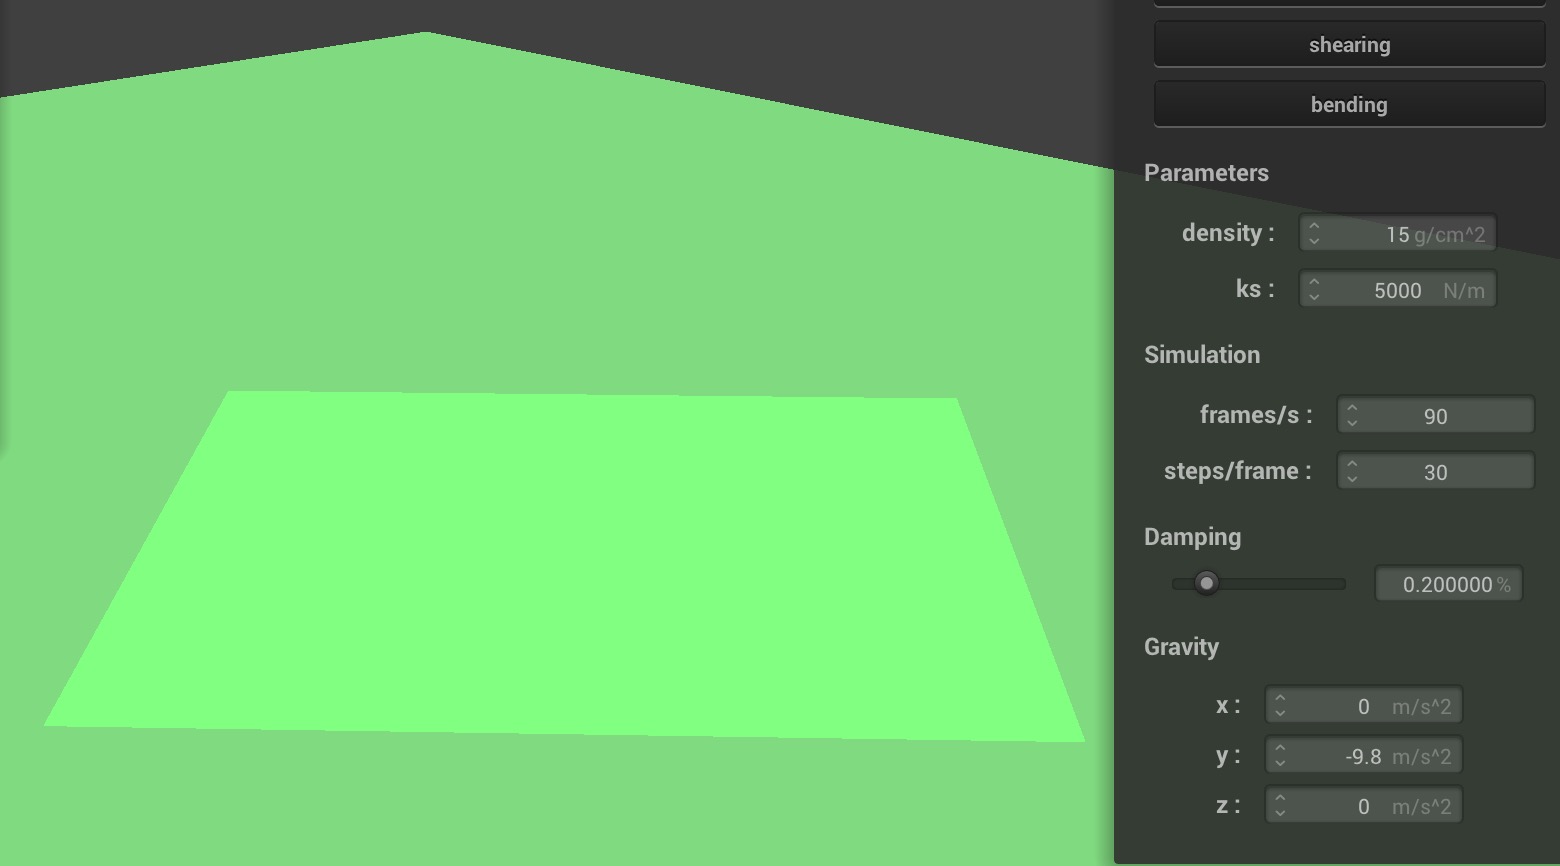 shearing
bending
Parameters
density : 15 g/cm^2
ks : 5000 N/m
Simulation
frames/s : 90
steps/frame : 30
Damping
0.200000 %
Gravity
x : 0 m/s^2
y : -9.8 m/s^2
z : 0 m/s^2